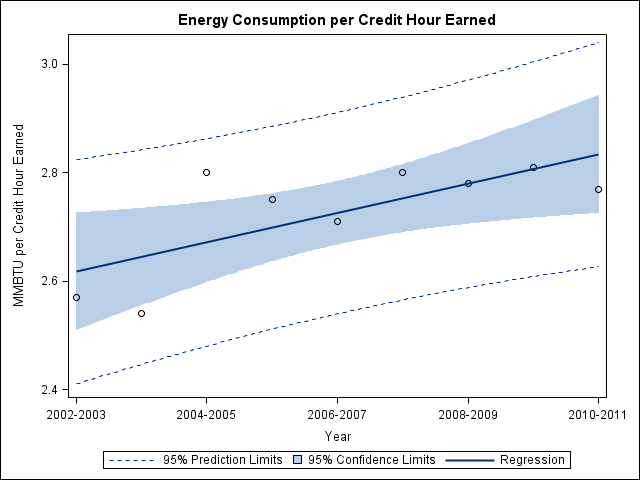 Energy Consumption per Credit Hour Earned
MMBTU per Credit Hour Earned
3.0
2.8
2.6
2.4
2002-2003 2004-2005 2006-2007 2008-2009 2010-2011
Year
95% Prediction Limits 95% Confidence Limits Regression